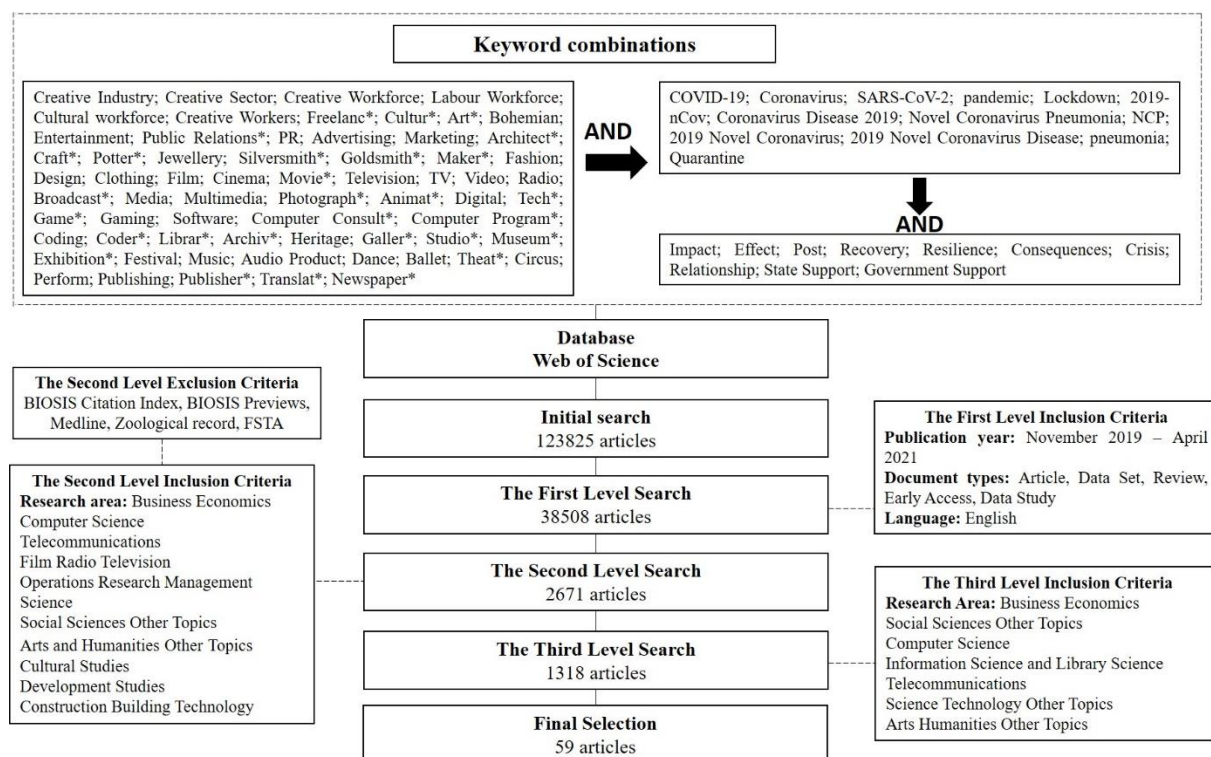 Keyword combinations
Creative Industry; Creative Sector; Creative Workforce; Labour Workforce;
Cultural workforce; Creative Workers; Freelanc*; Cultur*; Art*; Bohemian;
Entertainment; Public Relations*; PR; Advertising; Marketing; Architect*;
Craft*; Potter*; Jewellery; Silversmith*; Goldsmith*; Maker*; Fashion;
Design; Clothing; Film; Cinema; Movie*; Television; TV; Video; Radio;
Broadcast*; Media; Multimedia; Photograph*; Animat*; Digital; Tech*;
Game*; Gaming; Software; Computer Consult*; Computer Program*;
Coding; Coder*; Librar*; Archiv*; Heritage; Galler*; Studio*; Museum*;
Exhibition*; Festival; Music; Audio Product; Dance; Ballet; Theat*; Circus;
Perform; Publishing; Publisher*; Translat*; Newspaper*
AND
COVID-19; Coronavirus; SARS-CoV-2; pandemic; Lockdown; 2019-
nCov; Coronavirus Disease 2019; Novel Coronavirus Pneumonia; NCP;
2019 Novel Coronavirus; 2019 Novel Coronavirus Disease; pneumonia;
Quarantine
AND
Impact; Effect; Post; Recovery; Resilience; Consequences; Crisis;
Relationship; State Support; Government Support
Database
Web of Science
Initial search
123825 articles
The First Level Inclusion Criteria
Publication year: November 2019 – April
2021
Document types: Article, Data Set, Review,
Early Access, Data Study
Language: English
The First Level Search
38508 articles
The Second Level Exclusion Criteria
BIOSIS Citation Index, BIOSIS Previews,
Medline, Zoological record, FSTA
The Second Level Inclusion Criteria
Research area: Business Economics
Computer Science
Telecommunications
Film Radio Television
Operations Research Management
Science
Social Sciences Other Topics
Arts and Humanities Other Topics
Cultural Studies
Development Studies
Construction Building Technology
The Second Level Search
2671 articles
The Third Level Search
1318 articles
The Third Level Inclusion Criteria
Research Area: Business Economics
Social Sciences Other Topics
Computer Science
Information Science and Library Science
Telecommunications
Science Technology Other Topics
Arts Humanities Other Topics
Final Selection
59 articles